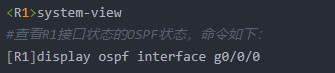 <R1>system-view
#查看R1接口状态的OSPF状态，命令如下：
[R1]display ospf interface g0/0/0